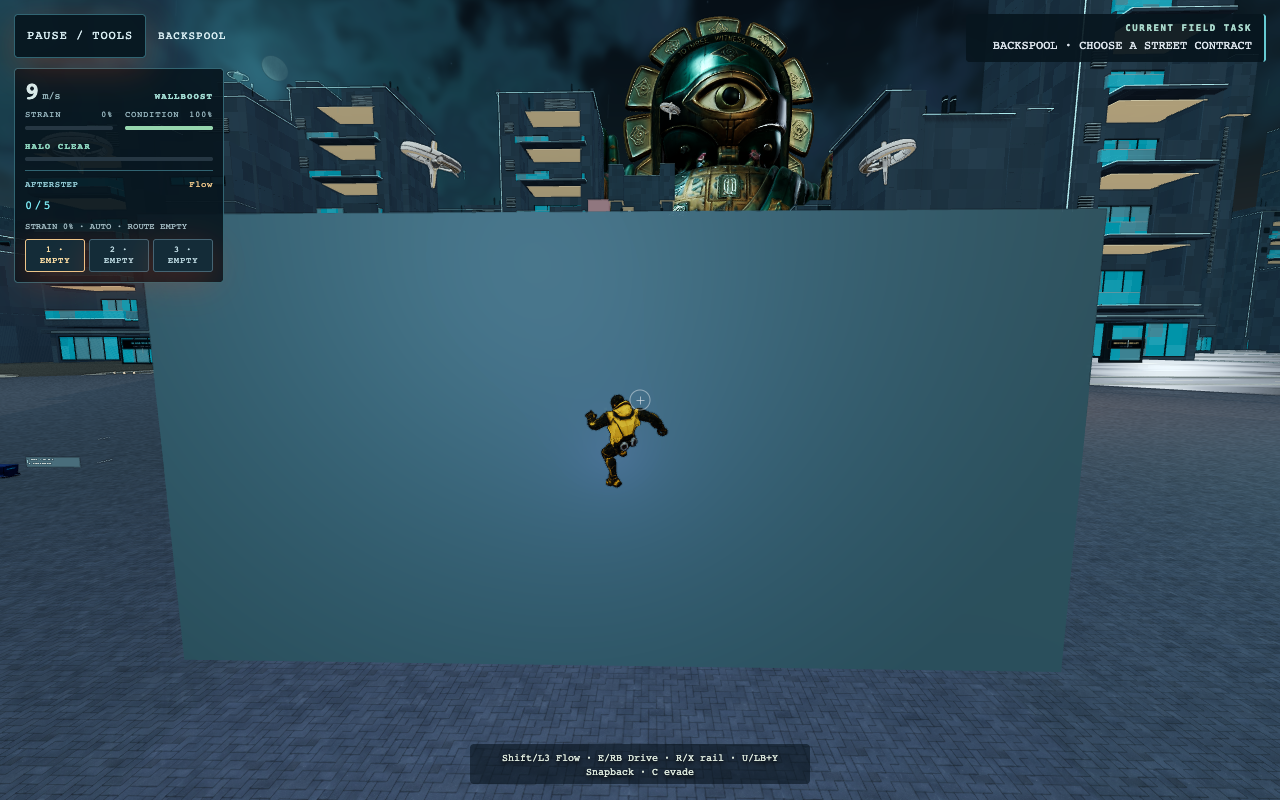 PAUSE / TOOLS
BACKSPOOL
CURRENT FIELD TASK
BACKSPOOL · CHOOSE A STREET CONTRACT
9 m/s
WALLBOOST
STRAIN 0%
CONDITION 100%
HALO CLEAR
AFTERSTEP
Flow
0/5
STRAIN 0% · AUTO · ROUTE EMPTY
1 · EMPTY
2 · EMPTY
3 · EMPTY
Shift/L3 Flow · E/RB Drive · R/X rail · U/LB+Y
Snapback · C evade